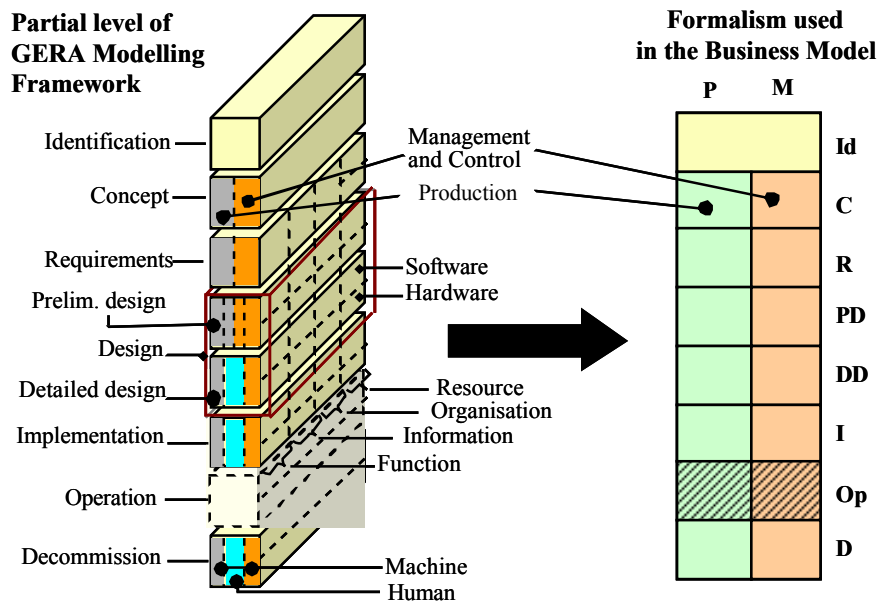 Partial level of
GERA Modelling
Framework
Formalism used
in the Business Model
P M
Identification
Management
and Control
Id
Concept
Production
C
Requirements
Software
R
Prelim. design
Hardware
PD
Design
Detailed design
Resource
DD
Organisation
Implementation
Information
I
Function
Operation
Op
Decommission
Machine
D
Human